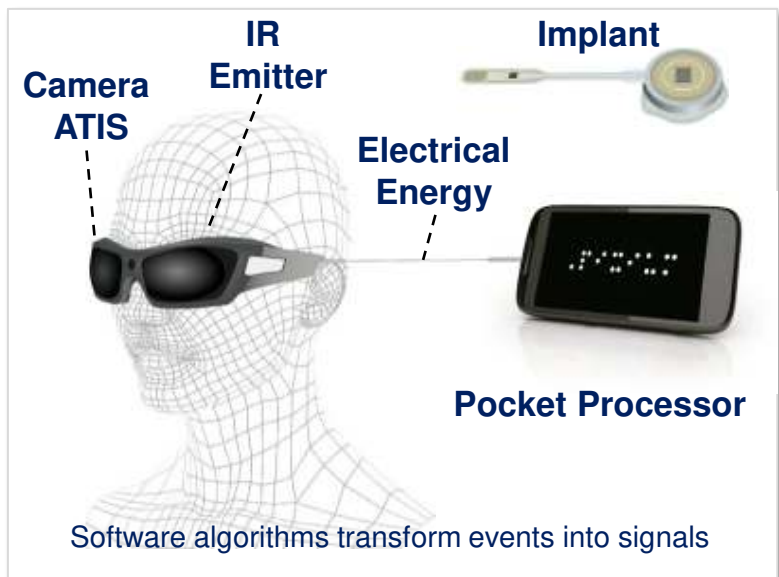 IR
Emitter
Implant
Camera
ATIS
Electrical
Energy
Pocket Processor
Software algorithms transform events into signals